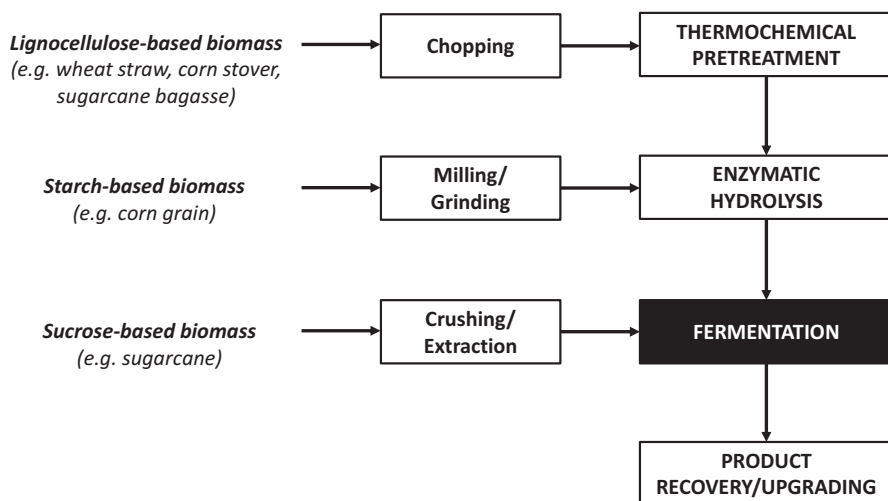 Lignocellulose-based biomass
(e.g. wheat straw, corn stover,
sugarcane bagasse)
Chopping
THERMOCHEMICAL
PRETREATMENT
Starch-based biomass
(e.g. corn grain)
Milling/
Grinding
ENZYMATIC
HYDROLYSIS
Sucrose-based biomass
(e.g. sugarcane)
Crushing/
Extraction
FERMENTATION
PRODUCT
RECOVERY/UPGRADING